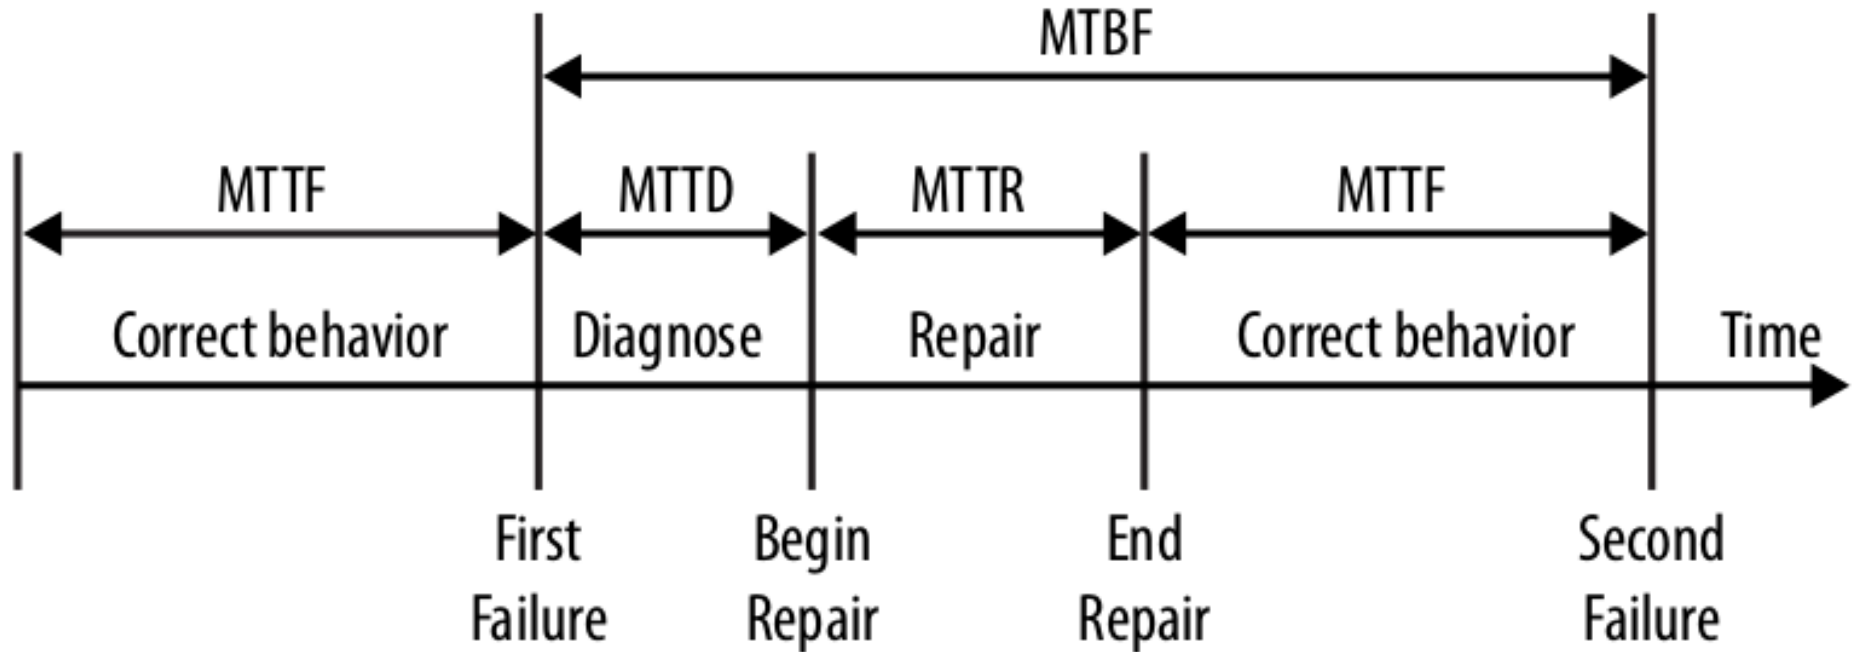 MTBF
MTTF MTTD MTTR MTTF
Correct behavior Diagnose Repair Correct behavior Time
First Begin End Second
Failure Repair Repair Failure